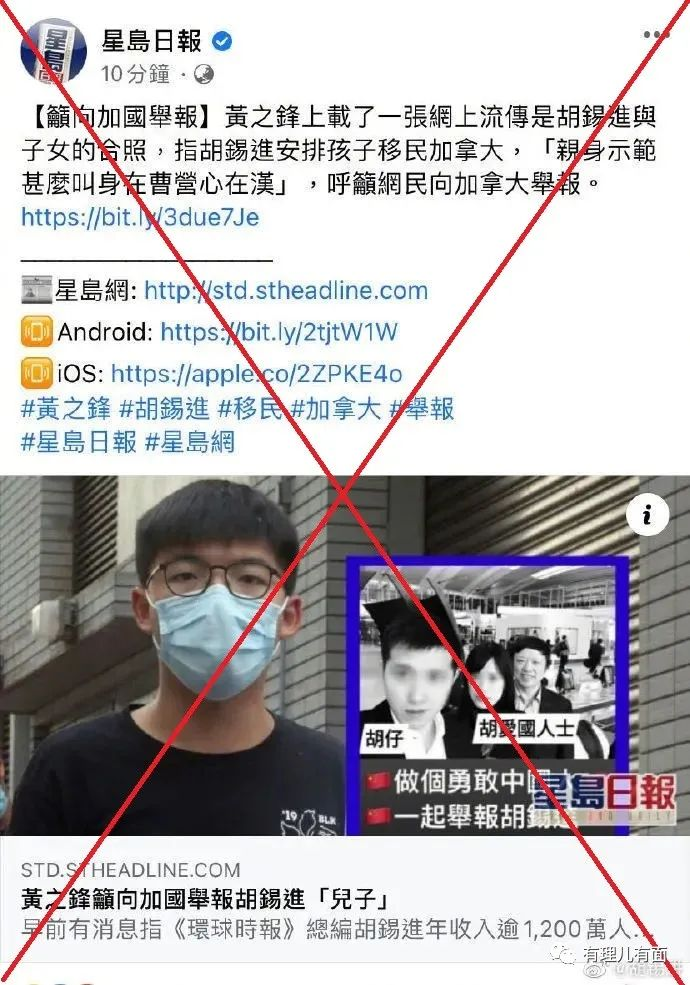 星島日報
10分鐘 ·
【籲向加國舉報】黃之鋒上載了一張網上流傳是胡錫進與
子女的合照，指胡錫進安排孩子移民加拿大，「親身示範
甚麼叫身在曹營心在漢」，呼籲網民向加拿大舉報。
https://bit.ly/3due7Je
星島網: http://std.stheadline.com
Android: https://bit.ly/2tjtW1W
iOS: https://apple.co/2ZPKE4o
#黃之鋒 #胡錫進 #移民 #加拿大 #舉報
#星島日報 #星島網
胡仔
胡愛國人士
做個勇敢中國
一起舉報胡錫進
星島日報
'19 BLK
STD.STHEADLINE.COM
黃之鋒籲向加國舉報胡錫進「兒子」
早前有消息指《環球時報》總編胡錫進年收入逾1,200萬人...
有理儿有面
@胡锡进